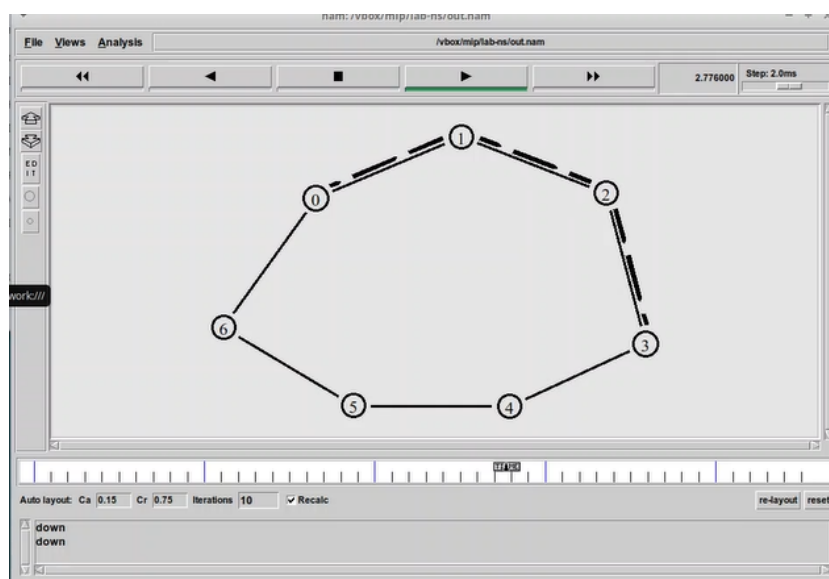 nam: /vbox/mip/lab-ns/out.nam
File Views Analysis /vbox/mip/lab-ns/out.nam
2.776000 Step: 2.0ms
ED
IT
1
0
2
work:///
6
3
5
4
Auto layout: Ca 0.15 Cr 0.75 Iterations 10 Recalc re-layout reset
down
down